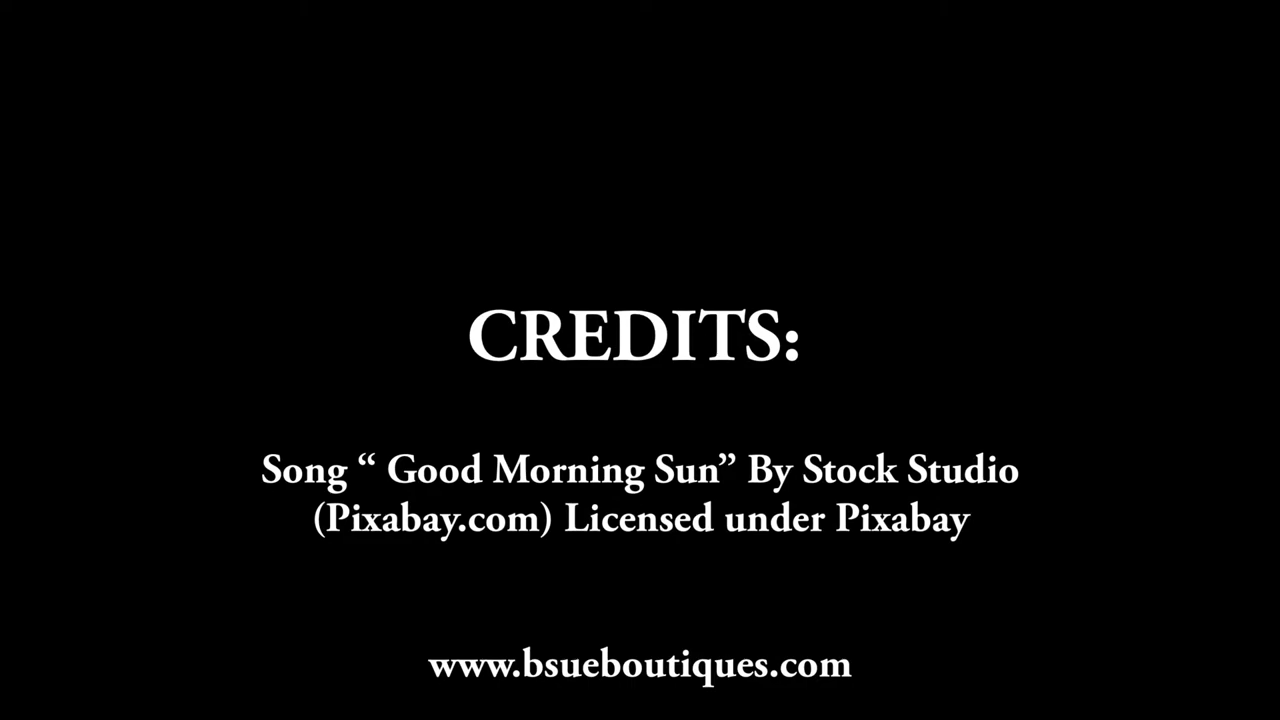 CREDITS:
Song “ Good Morning Sun” By Stock Studio
(Pixabay.com) Licensed under Pixabay
www.bsueboutiques.com